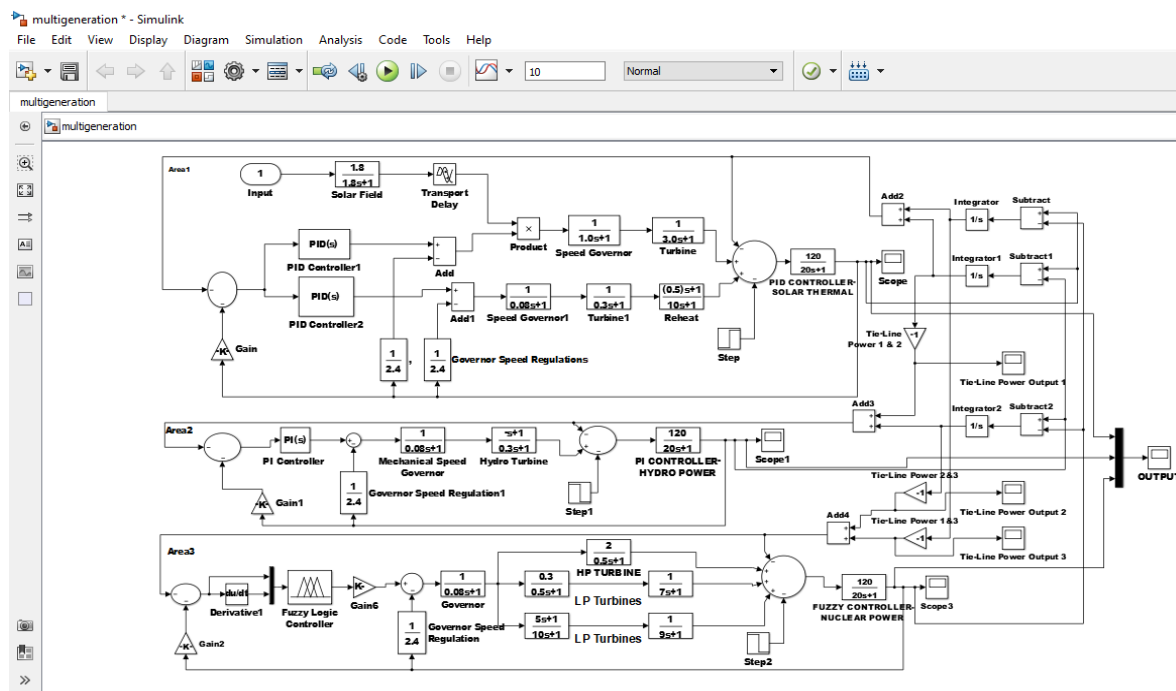 multigeneration * - Simulink
File Edit View Display Diagram Simulation Analysis Code Tools Help
10 Normal
multigeneration
multigeneration
Area1
1
Input
1.8
1.8s+1
Solar Field
Transport
Delay
Add2
Integrator
1/s
Subtract
×
Product
1
1.0s+1
Speed Governor
1
3.0s+1
Turbine
PID(s)
PID Controller1
Add
120
20s+1
PID CONTROLLER-
SOLAR THERMAL
Scope
Integrator1
1/s
Subtract1
PID(s)
PID Controller2
Add1
1
0.08s+1
Speed Governor1
1
0.3s+1
Turbine1
(0.5)s+1
10s+1
Reheat
Step
-K-
Gain
1
2.4
,
1
2.4
Governor Speed Regulations
-1
Tie-Line
Power 1 & 2
Tie-Line Power Output 1
Add3
Integrator2
1/s
Subtract2
Area2
PI(s)
PI Controller
1
0.08s+1
Mechanical Speed
Governor
-s+1
0.3s+1
Hydro Turbine
120
20s+1
PI CONTROLLER-
HYDRO POWER
Scope1
OUTPUT
-K-
Gain1
1
2.4
Governor Speed Regulation1
Step1
Tie-Line Power 2&3
-1
Tie-Line Power Output 2
Add4
Tie-Line Power 1&3
-1
Tie-Line Power Output 3
Area3
du/dt
Derivative1
Fuzzy Logic
Controller
K-
Gain6
1
0.08s+1
Governor
2
0.5s+1
HP TURBINE
0.3
0.5s+1
LP Turbines
1
7s+1
120
20s+1
FUZZY CONTROLLER-
NUCLEAR POWER
Scope3
-K-
Gain2
1
2.4
Governor Speed
Regulation
5s+1
10s+1
LP Turbines
1
9s+1
Step2